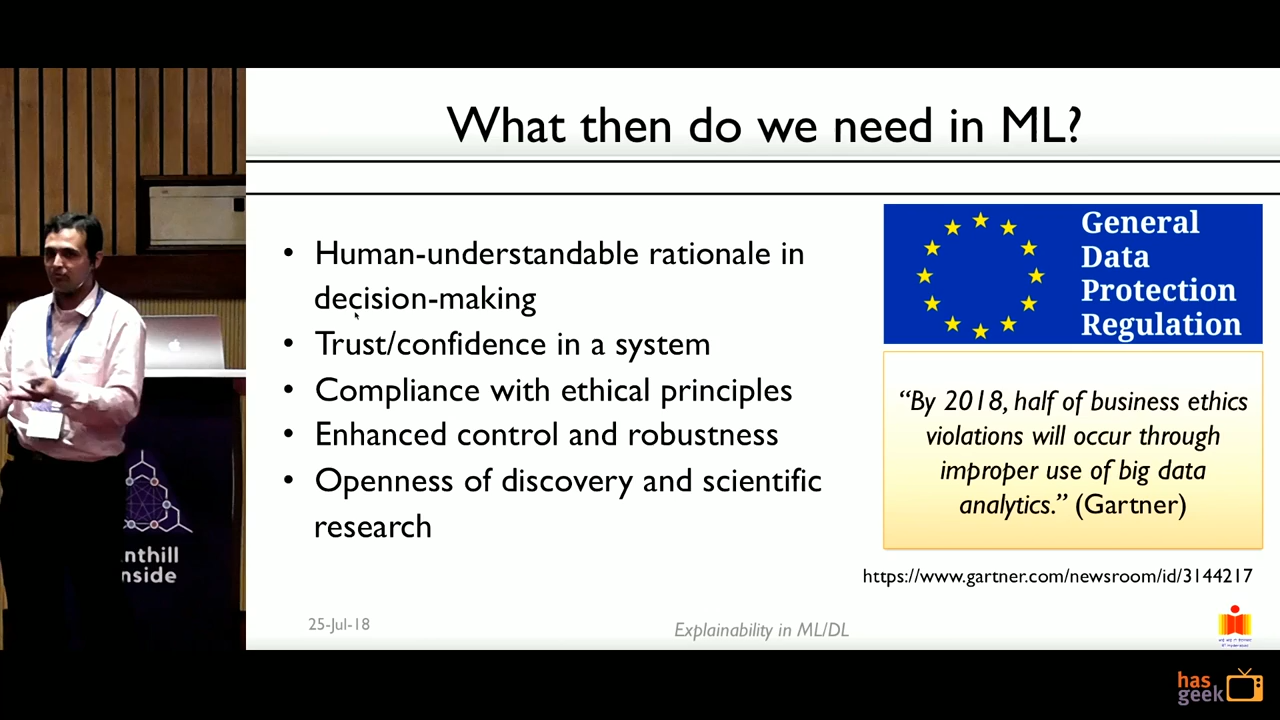 What then do we need in ML?
• Human-understandable rationale in
decision-making
• Trust/confidence in a system
• Compliance with ethical principles
• Enhanced control and robustness
• Openness of discovery and scientific
research
General
Data
Protection
Regulation
“By 2018, half of business ethics
violations will occur through
improper use of big data
analytics.” (Gartner)
https://www.gartner.com/newsroom/id/3144217
25-Jul-18
Explainability in ML/DL
nthill
nside
has
geek